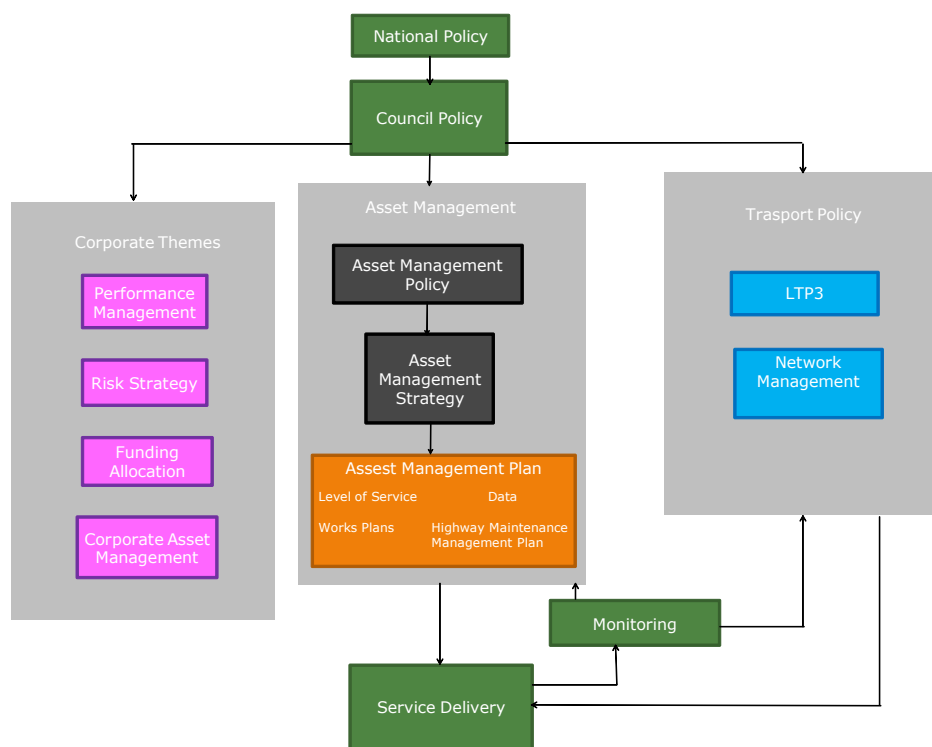 National Policy
Council Policy
Corporate Themes
Performance
Management
Risk Strategy
Funding
Allocation
Corporate Asset
Management
Asset Management
Asset Management
Policy
Asset
Management
Strategy
Assest Management Plan
Level of Service
Data
Works Plans
Highway Maintenance
Management Plan
Trasport Policy
LTP3
Network
Management
Monitoring
Service Delivery